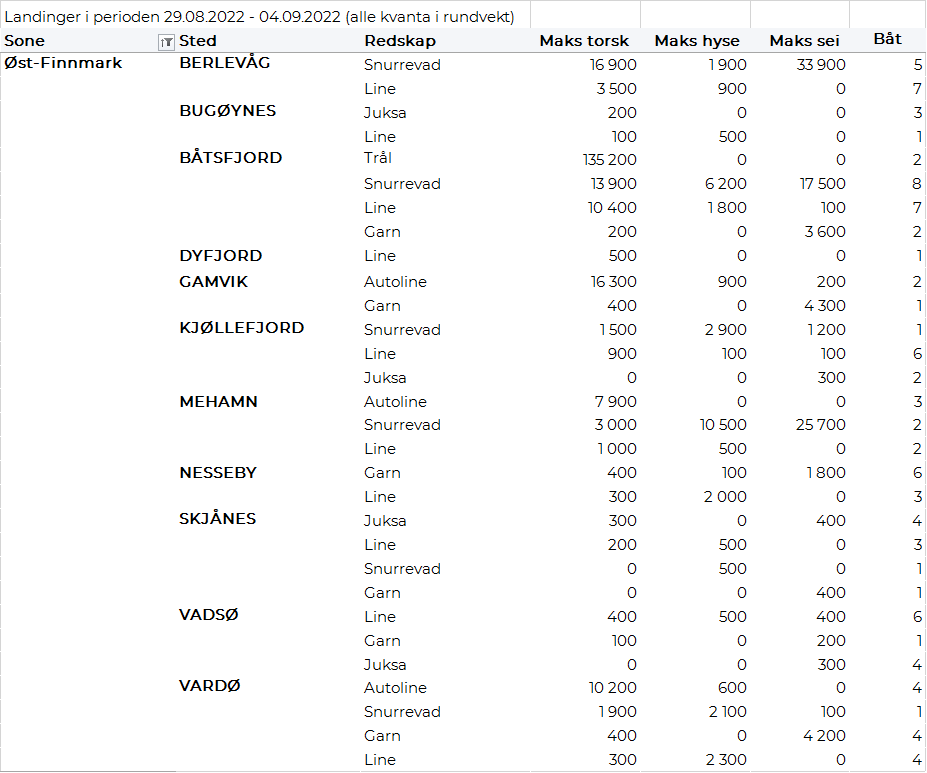 Landinger i perioden 29.08.2022 - 04.09.2022 (alle kvanta i rundvekt)
Sone Sted Redskap Maks torsk Maks hyse Maks sei Båt
Øst-Finnmark BERLEVÅG Snurrevad 16 900 1 900 33 900 5
Line 3 500 900 0 7
BUGØYNES Juksa 200 0 0 3
Line 100 500 0 1
BÅTSFJORD Trål 135 200 0 0 2
Snurrevad 13 900 6 200 17 500 8
Line 10 400 1 800 100 7
Garn 200 0 3 600 2
DYFJORD Line 500 0 0 1
GAMVIK Autoline 16 300 900 200 2
Garn 400 0 4 300 1
KJØLLEFJORD Snurrevad 1 500 2 900 1 200 1
Line 900 100 100 6
Juksa 0 0 300 2
MEHAMN Autoline 7 900 0 0 3
Snurrevad 3 000 10 500 25 700 2
Line 1 000 500 0 2
NESSEBY Garn 400 100 1 800 6
Line 300 2 000 0 3
SKJÅNES Juksa 300 0 400 4
Line 200 500 0 3
Snurrevad 0 500 0 1
Garn 0 0 400 1
VADSØ Line 400 500 400 6
Garn 100 0 200 1
Juksa 0 0 300 4
VARDØ Autoline 10 200 600 0 4
Snurrevad 1 900 2 100 100 1
Garn 400 0 4 200 4
Line 300 2 300 0 4